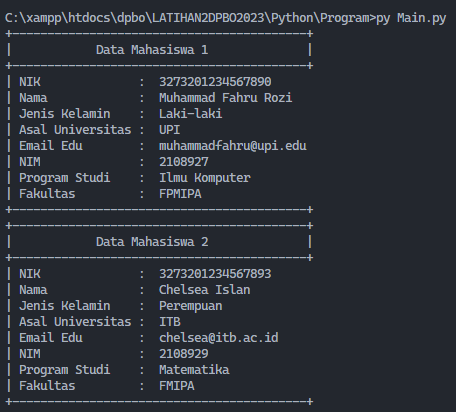 C:\xampp\htdocs\dpbo\LATIHAN2DPBO2023\Python\Program>py Main.py
+------------------------------------------+
|            Data Mahasiswa 1              |
+------------------------------------------+
| NIK              :  3273201234567890
| Nama             :  Muhammad Fahru Rozi
| Jenis Kelamin    :  Laki-laki
| Asal Universitas :  UPI
| Email Edu        :  muhammadfahru@upi.edu
| NIM              :  2108927
| Program Studi    :  Ilmu Komputer
| Fakultas         :  FPMIPA
+------------------------------------------+
+------------------------------------------+
|            Data Mahasiswa 2              |
+------------------------------------------+
| NIK              :  3273201234567893
| Nama             :  Chelsea Islan
| Jenis Kelamin    :  Perempuan
| Asal Universitas :  ITB
| Email Edu        :  chelsea@itb.ac.id
| NIM              :  2108929
| Program Studi    :  Matematika
| Fakultas         :  FMIPA
+------------------------------------------+